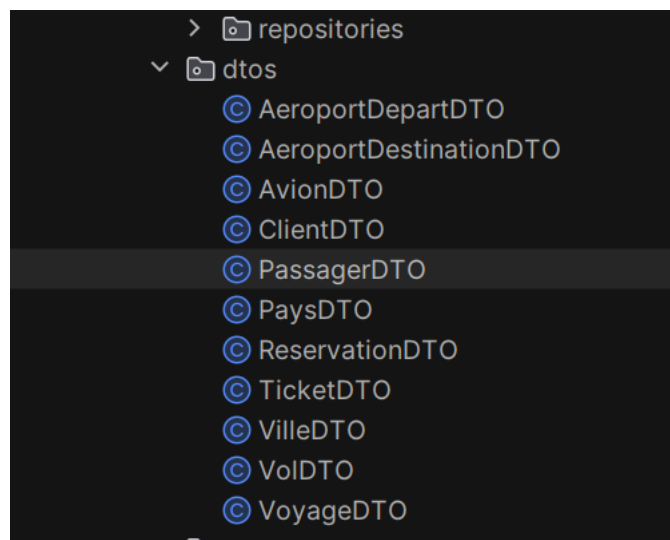 repositories
dtos
AeroportDepartDTO
AeroportDestinationDTO
AvionDTO
ClientDTO
PassagerDTO
PaysDTO
ReservationDTO
TicketDTO
VilleDTO
VolDTO
VoyageDTO